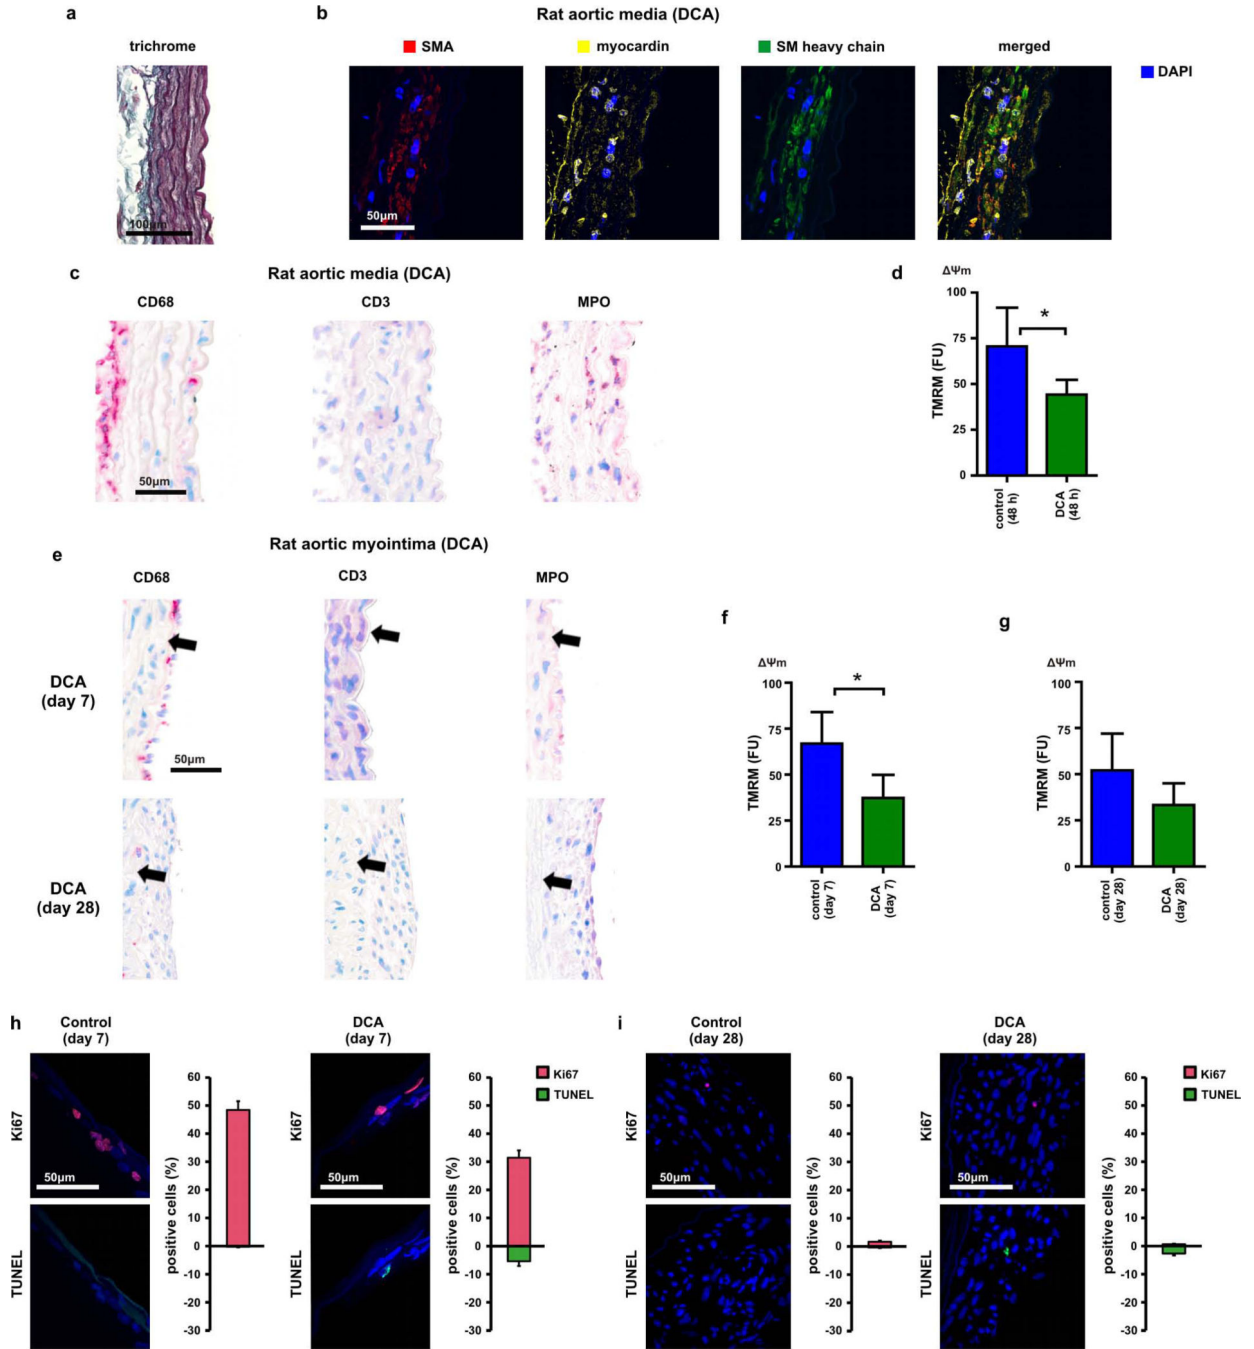 a
trichrome
100μm
b
Rat aortic media (DCA)
SMA
myocardin
SM heavy chain
merged
DAPI
50μm
c
Rat aortic media (DCA)
CD68
CD3
MPO
50μm
d
ΔΨm
TMRM (FU)
100
75
50
25
0
*
control
(48 h)
DCA
(48 h)
e
Rat aortic myointima (DCA)
CD68
CD3
MPO
DCA
(day 7)
50μm
DCA
(day 28)
f
ΔΨm
TMRM (FU)
100
75
50
25
0
*
control
(day 7)
DCA
(day 7)
g
ΔΨm
TMRM (FU)
100
75
50
25
0
control
(day 28)
DCA
(day 28)
h
Control
(day 7)
Ki67
50μm
TUNEL
positive cells (%)
60
50
40
30
20
10
0
-10
-20
-30
DCA
(day 7)
Ki67
50μm
TUNEL
positive cells (%)
60
50
40
30
20
10
0
-10
-20
-30
Ki67
TUNEL
i
Control
(day 28)
Ki67
50μm
TUNEL
positive cells (%)
60
50
40
30
20
10
0
-10
-20
-30
DCA
(day 28)
Ki67
50μm
TUNEL
positive cells (%)
60
50
40
30
20
10
0
-10
-20
-30
Ki67
TUNEL